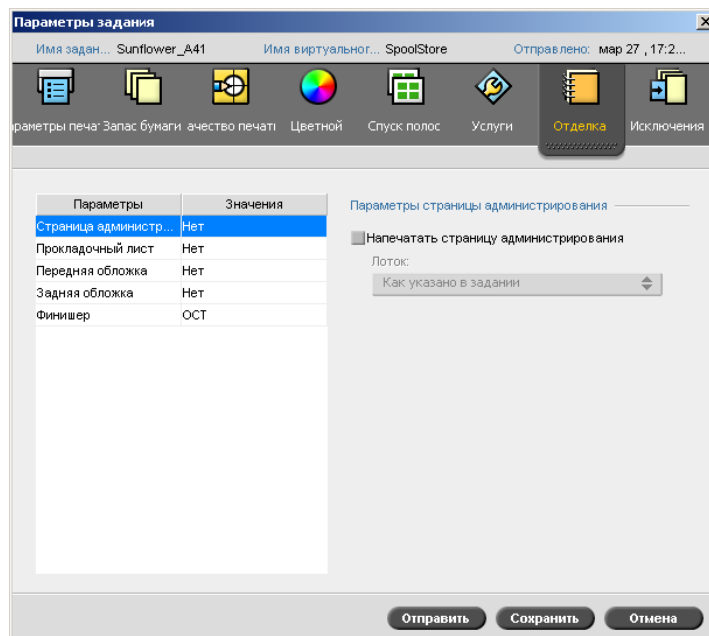 Параметры задания
Имя задан... Sunflower_A41 Имя виртуальног... SpoolStore Отправлено: мар 27 , 17:2...
раметры печат Запас бумаги ачество печати Цветной Спуск полос Услуги Отделка Исключения
Параметры Значения Параметры страницы администрирования
Страница администр... Нет
Напечатать страницу администрирования
Прокладочный лист Нет
Лоток:
Передняя обложка Нет
Как указано в задании
Задняя обложка Нет
Финишер ОСТ
Отправить Сохранить Отмена